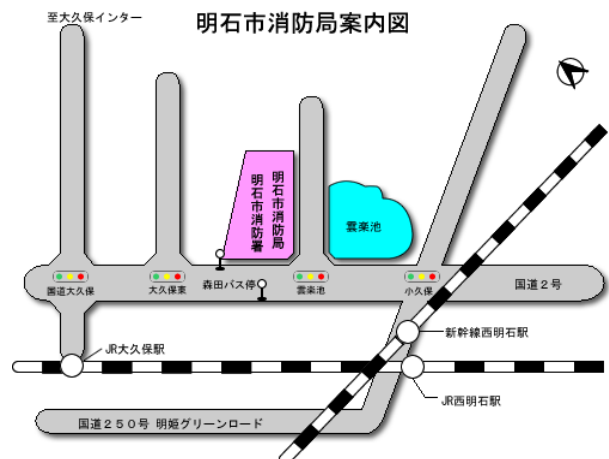 至大久保インター
明石市消防局案内図
明石市消防局
明石市消防署
雲楽池
国道大久保
大久保東
森田バス停
雲楽池
小久保
国道２号
新幹線西明石駅
JR大久保駅
JR西明石駅
国道２５０号 明姫グリーンロード